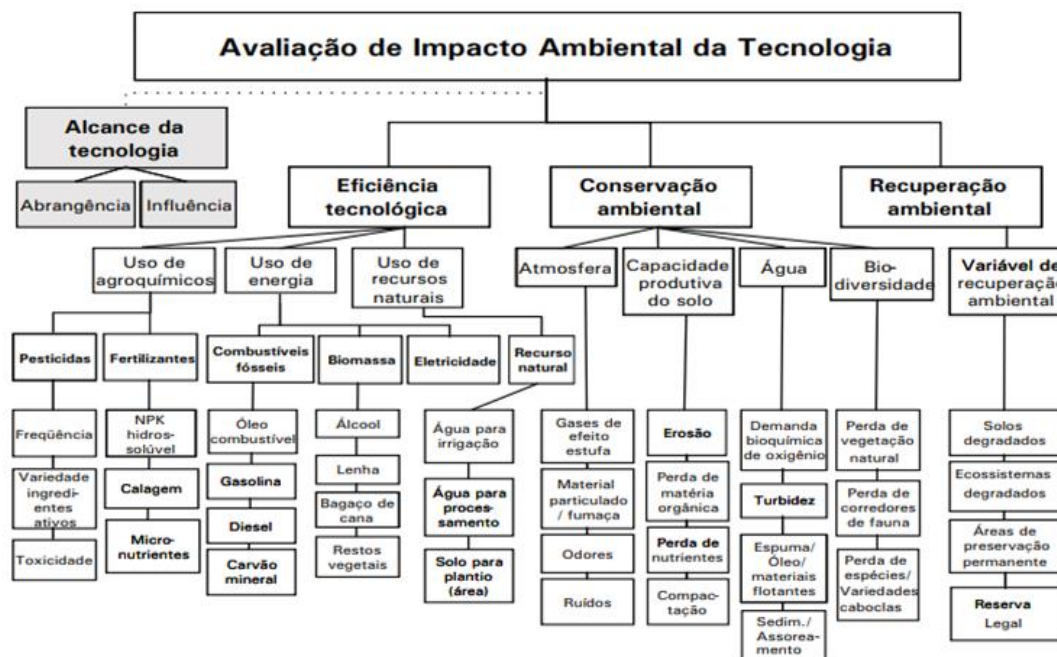 Avaliação de Impacto Ambiental da Tecnologia
Alcance da
tecnologia
Abrangência
Influência
Eficiência
tecnológica
Conservação
ambiental
Recuperação
ambiental
Uso de
agroquímicos
Uso de
energia
Uso de
recursos
naturais
Atmosfera
Capacidade
produtiva
do solo
Água
Bio-
diversidade
Variável de
recuperação
ambiental
Pesticidas
Fertilizantes
Combustíveis
fósseis
Biomassa
Eletricidade
Recurso
natural
Freqüência
Variedade
ingredi-
entes
ativos
Toxicidade
NPK
hidros-
solúvel
Calagem
Micro-
nutrientes
Óleo
combustível
Gasolina
Diesel
Carvão
mineral
Álcool
Lenha
Bagaço de
cana
Restos
vegetais
Água para
irrigação
Água para
proces-
samento
Solo para
plantio
(área)
Gases de
efeito
estufa
Material
particulado
/ fumaça
Odores
Ruídos
Erosão
Perda de
matéria
orgânica
Perda de
nutrientes
Compac-
tação
Demanda
bioquímica
de oxigênio
Turbidez
Espuma/
Óleo/
materiais
flotantes
Sedim./
Assorea-
mento
Perda de
vegetação
natural
Perda de
corredores
de fauna
Perda de
espécies/
Variedades
caboclas
Solos
degradados
Ecossistemas
degradados
Áreas de
preservação
permanente
Reserva
Legal